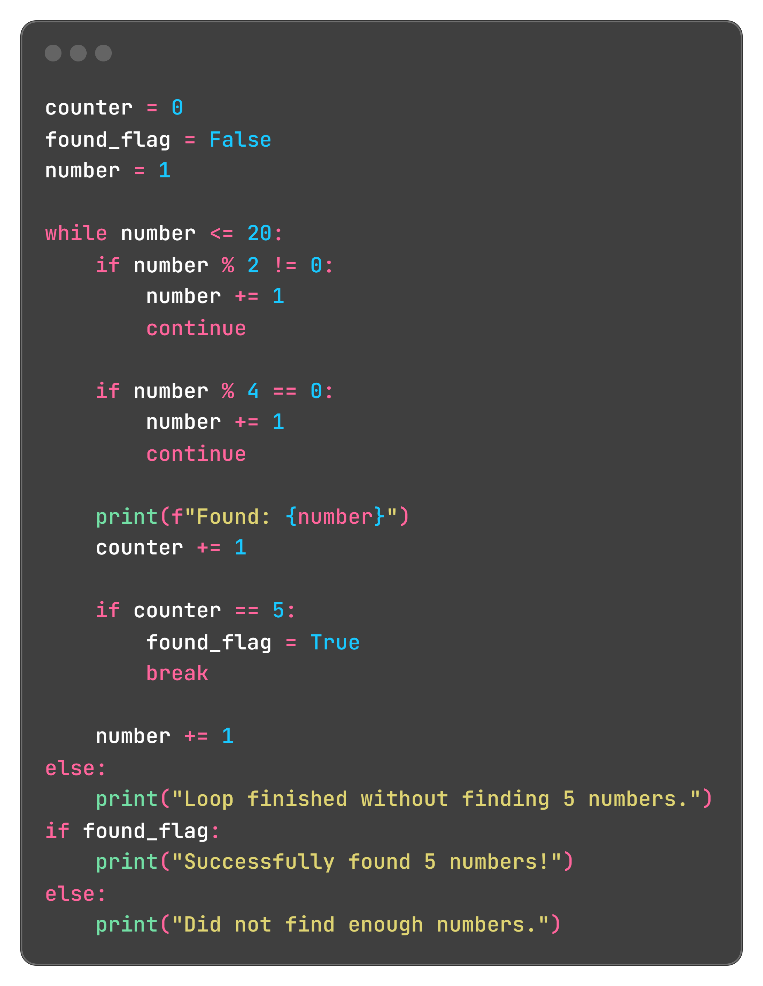 counter = 0
found_flag = False
number = 1

while number <= 20:
    if number % 2 != 0:
        number += 1
        continue

    if number % 4 == 0:
        number += 1
        continue

    print(f"Found: {number}")
    counter += 1

    if counter == 5:
        found_flag = True
        break

    number += 1
else:
    print("Loop finished without finding 5 numbers.")
if found_flag:
    print("Successfully found 5 numbers!")
else:
    print("Did not find enough numbers.")